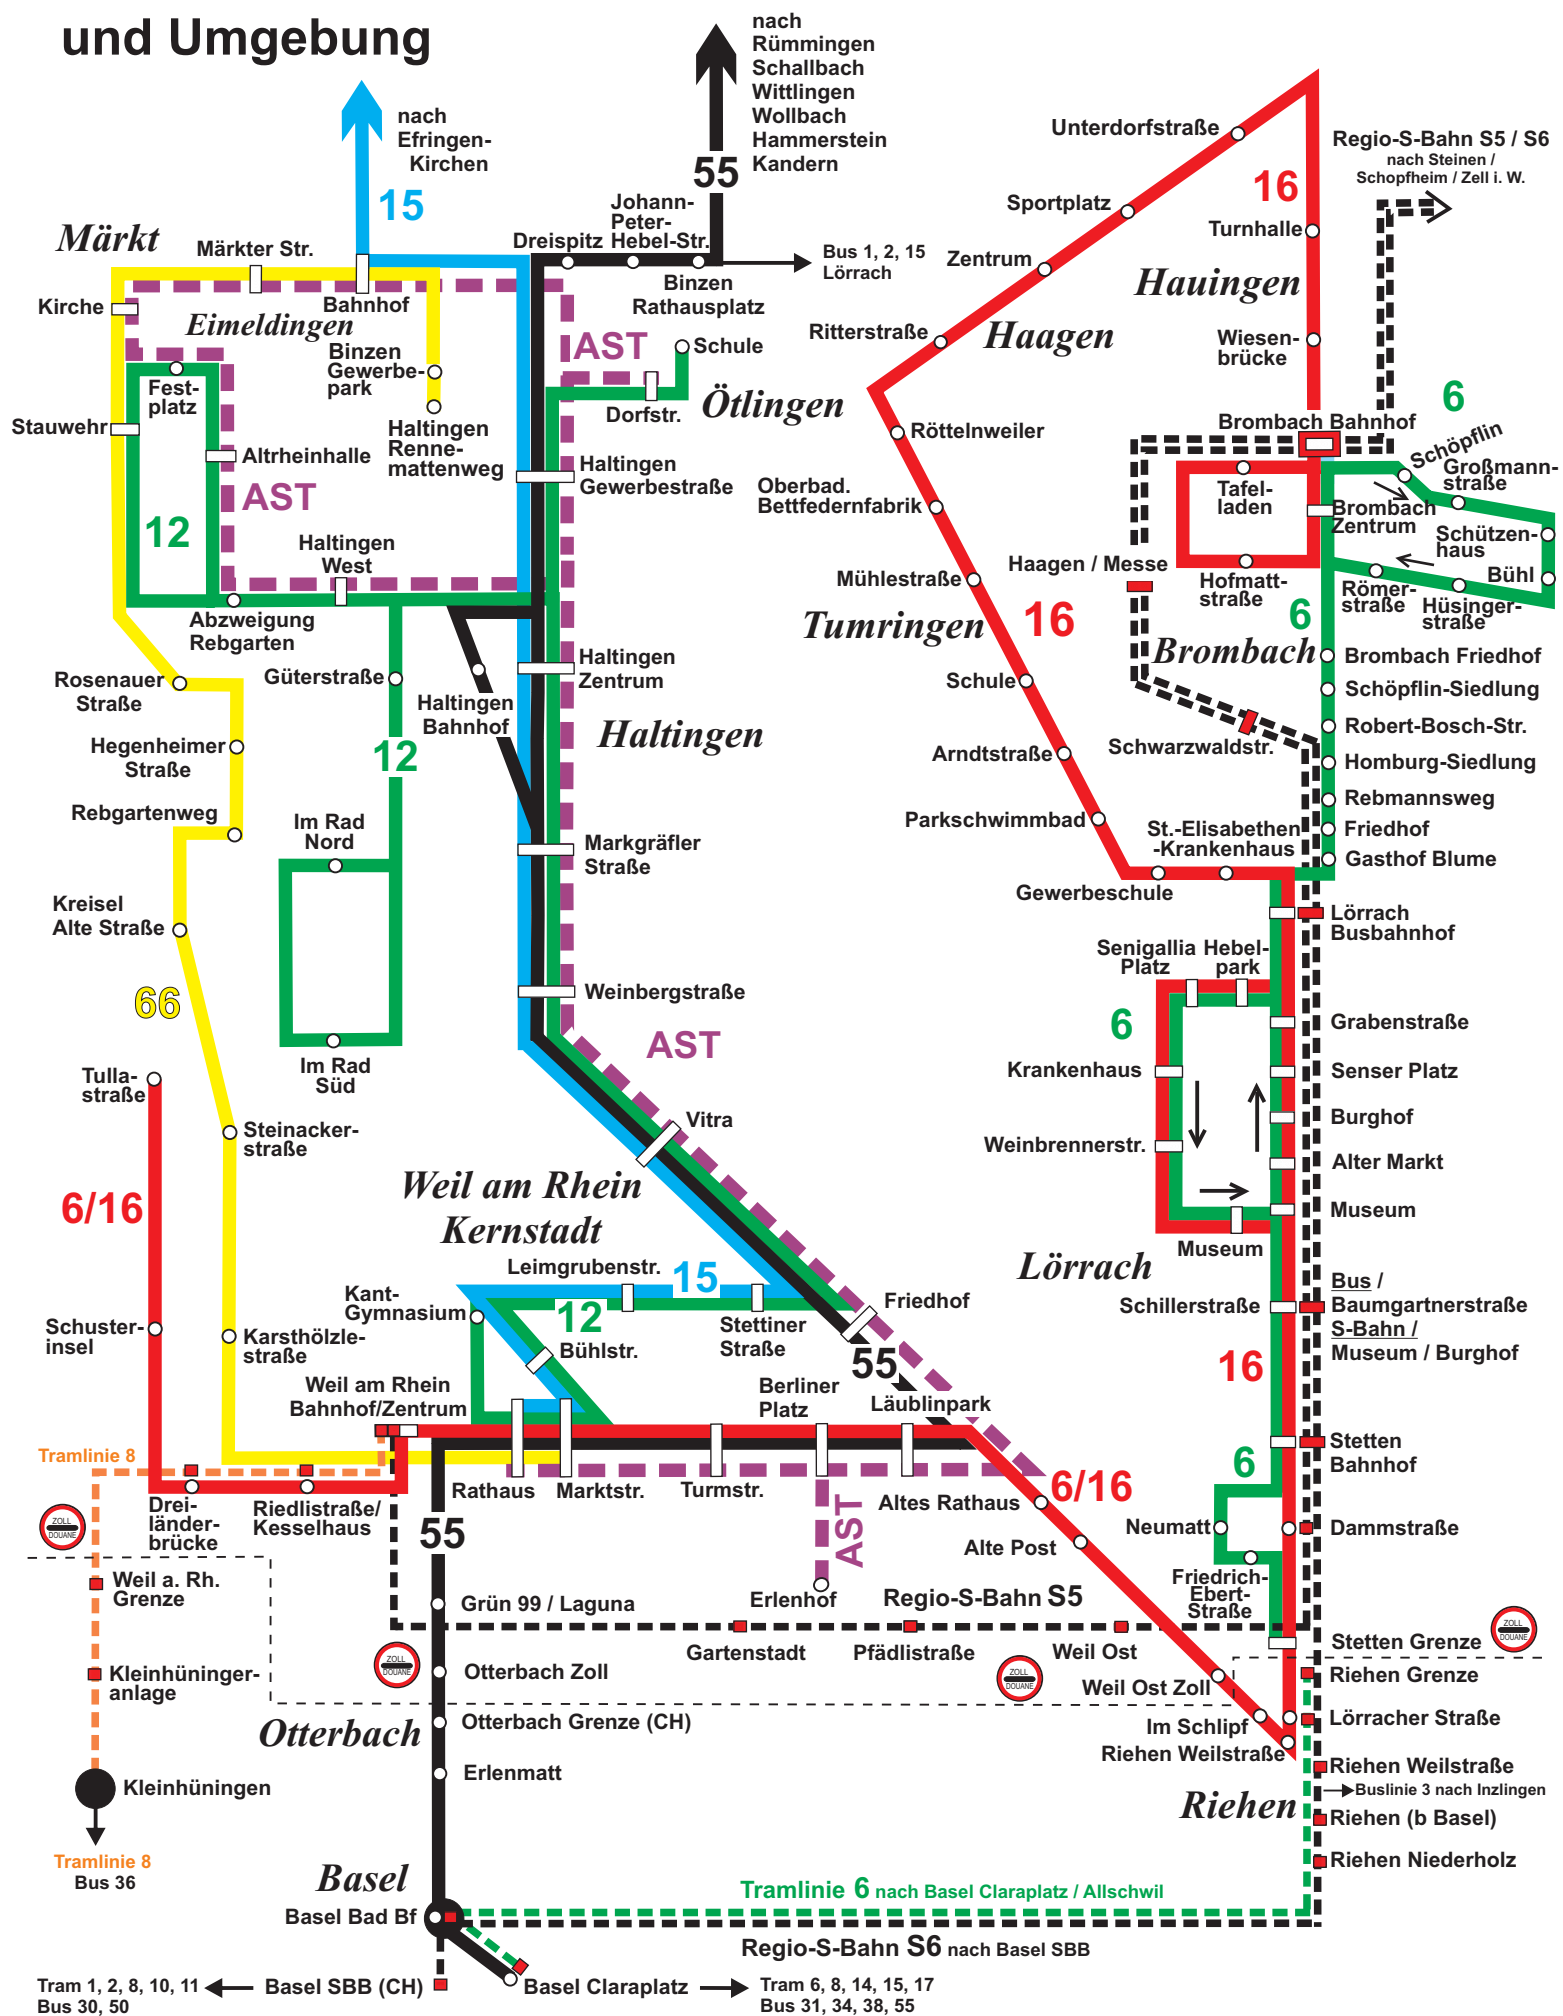 und Umgebung
nach
Rümmingen
Schallbach
Wittlingen
Wollbach
Hammerstein
Kandern
55
nach
Efringen-
Kirchen
15
Märkt
Märkter Str.
Kirche
Bahnhof
Eimeldingen
Binzen
Gewerbe-
park
Haltingen
Renne-
mattenweg
Dreispitz
Johann-
Peter-
Hebel-Str.
Binzen
Rathausplatz
Bus 1, 2, 15
Lörrach
AST
Schule
Dorfstr.
Ötlingen
Fest-
platz
Stauwehr
Altrheinhalle
AST
12
Haltingen
West
Haltingen
Gewerbestraße
Abzweigung
Rebgarten
Rosenauer
Straße
Güterstraße
Haltingen
Bahnhof
Haltingen
Zentrum
Haltingen
Hegenheimer
Straße
12
Rebgartenweg
Im Rad
Nord
Markgräfler
Straße
Kreisel
Alte Straße
66
Weinbergstraße
AST
Im Rad
Süd
Tulla-
straße
Steinacker-
straße
Vitra
6/16
Weil am Rhein
Kernstadt
Leimgrubenstr.
15
Kant-
Gymnasium
12
Bühlstr.
Stettiner
Straße
Friedhof
55
Schuster-
insel
Karsthölzle-
straße
Weil am Rhein
Bahnhof/Zentrum
Berliner
Platz
Läublinpark
Tramlinie 8
Drei-
länder-
brücke
Riedlistraße/
Kesselhaus
Rathaus
Marktstr.
Turmstr.
Altes Rathaus
6/16
55
AST
Alte Post
ZOLL
DOUANE
Weil a. Rh.
Grenze
Grün 99 / Laguna
Erlenhof
Regio-S-Bahn S5
Gartenstadt
Pfädlistraße
Weil Ost
Kleinhüninger-
anlage
ZOLL
DOUANE
Otterbach Zoll
ZOLL
DOUANE
Weil Ost Zoll
Otterbach
Otterbach Grenze (CH)
Im Schlipf
Riehen Weilstraße
Erlenmatt
Kleinhüningen
Tramlinie 8
Bus 36
Basel
Basel Bad Bf
Tramlinie 6 nach Basel Claraplatz / Allschwil
Regio-S-Bahn S6 nach Basel SBB
Tram 1, 2, 8, 10, 11
Bus 30, 50
Basel SBB (CH)
Basel Claraplatz
Tram 6, 8, 14, 15, 17
Bus 31, 34, 38, 55
Unterdorfstraße
16
Regio-S-Bahn S5 / S6
nach Steinen /
Schopfheim / Zell i. W.
Sportplatz
Turnhalle
Zentrum
Hauingen
Ritterstraße
Haagen
Wiesen-
brücke
Röttelnweiler
Brombach Bahnhof
6
Schöpflin
Großmann-
straße
Tafel-
laden
Brombach
Zentrum
Schützen-
haus
Oberbad.
Bettfedernfabrik
Haagen / Messe
Hofmatt-
straße
Römer-
straße
Hüsinger-
straße
Bühl
Mühlestraße
16
Tumringen
6
Brombach
Brombach Friedhof
Schule
Schöpflin-Siedlung
Schwarzwaldstr.
Robert-Bosch-Str.
Arndtstraße
Homburg-Siedlung
Rebmannsweg
Parkschwimmbad
St.-Elisabethen
-Krankenhaus
Friedhof
Gasthof Blume
Gewerbeschule
Lörrach
Busbahnhof
Senigallia
Platz
Hebel-
park
6
Grabenstraße
Krankenhaus
Senser Platz
Burghof
Weinbrennerstr.
Alter Markt
Museum
Museum
Lörrach
Schillerstraße
Bus /
Baumgartnerstraße
S-Bahn /
Museum / Burghof
16
Stetten
Bahnhof
6
Neumatt
Dammstraße
Friedrich-
Ebert-
Straße
ZOLL
DOUANE
Stetten Grenze
Riehen Grenze
Lörracher Straße
Riehen Weilstraße
Buslinie 3 nach Inzlingen
Riehen
Riehen (b Basel)
Riehen Niederholz